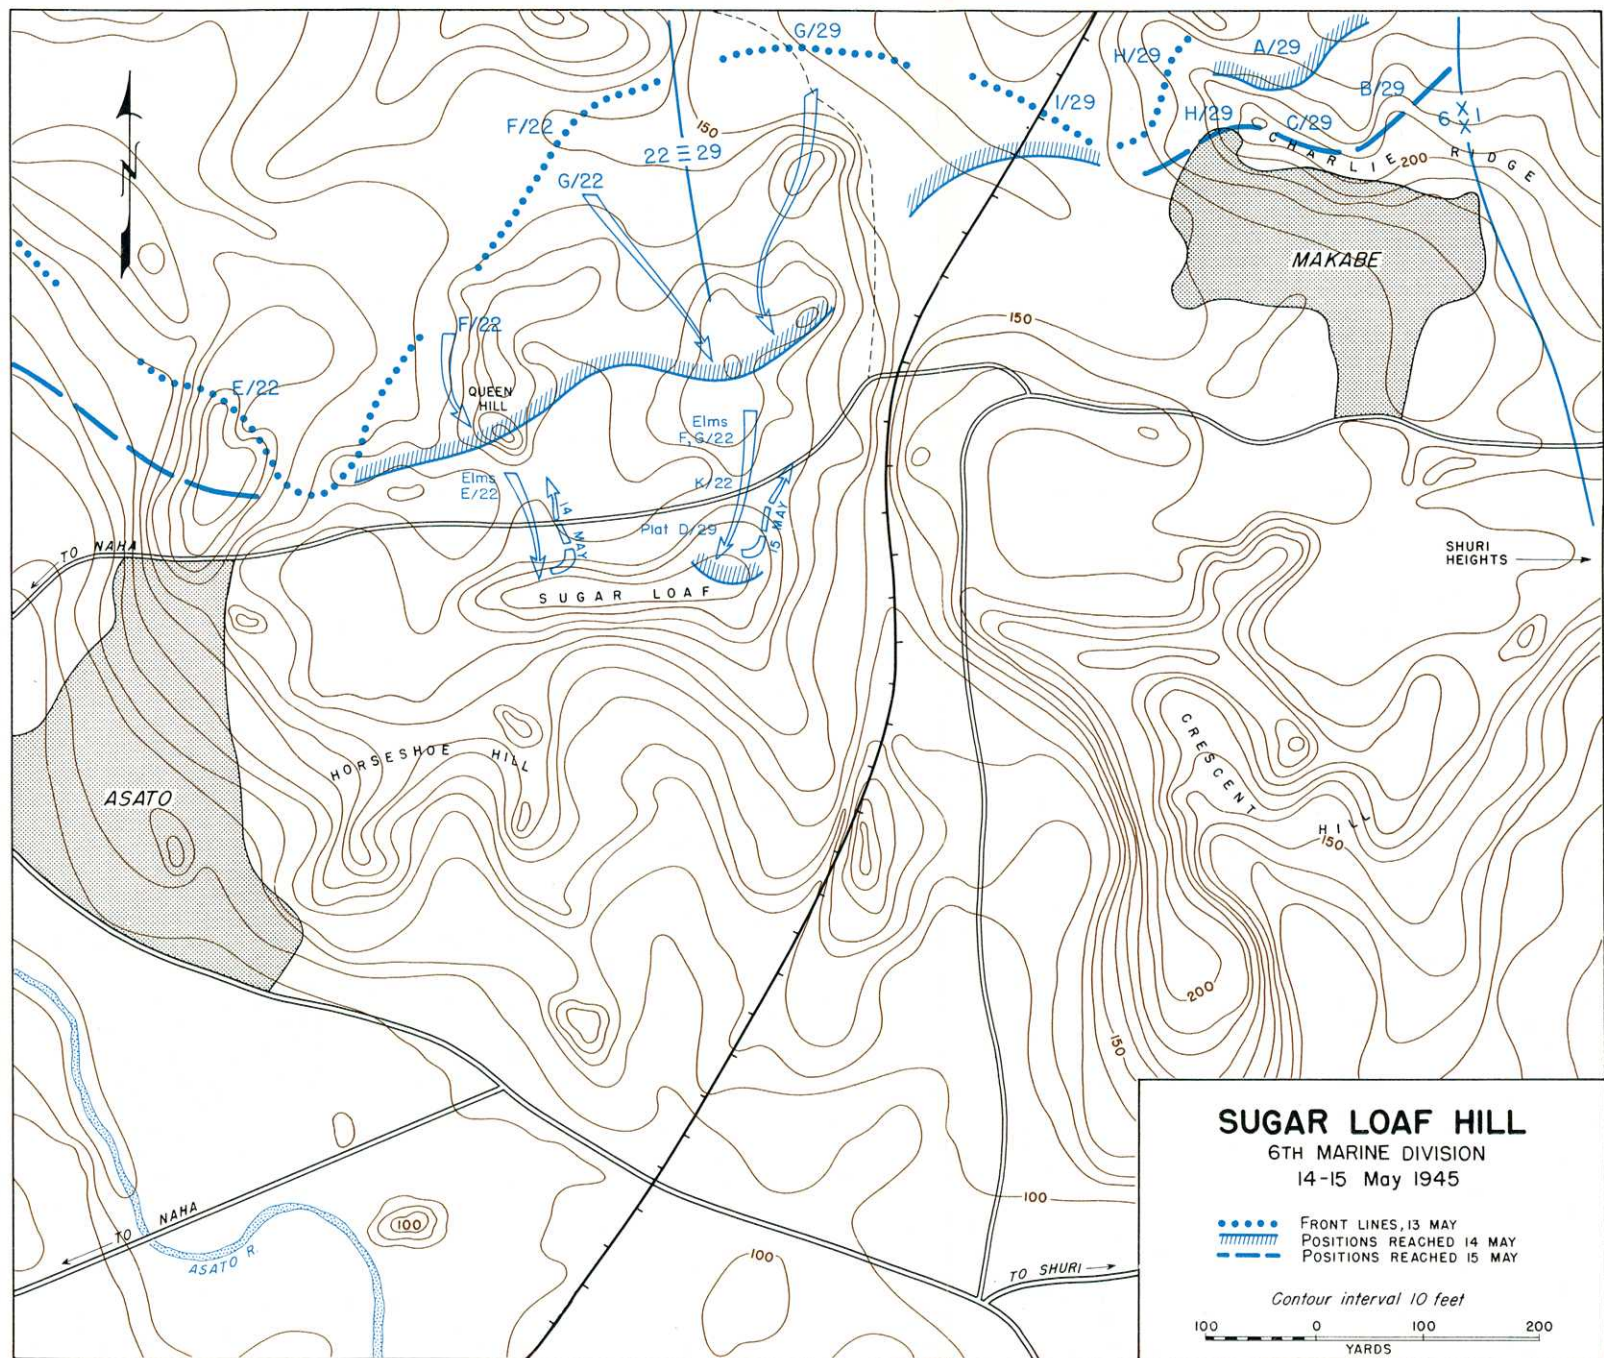 G/29
H/29
A/29
I/29
B/29
F/22
150
H/29
C/29
6 XX 1
22 29
CHARLIE RIDGE
200
N
G/22
MAKABE
150
F/22
E/22
QUEEN
HILL
Elms
F, G/22
Elms
E/22
K/22
14 MAY
15 MAY
Plat D/29
TO NAHA
SHURI
HEIGHTS
SUGAR LOAF
HORSESHOE HILL
CRESCENT HILL
ASATO
150
200
150
SUGAR LOAF HILL
6TH MARINE DIVISION
14-15 May 1945
100
TO NAHA
100
FRONT LINES, 13 MAY
POSITIONS REACHED 14 MAY
POSITIONS REACHED 15 MAY
ASATO R.
100
TO SHURI
Contour interval 10 feet
100 0 100 200
YARDS